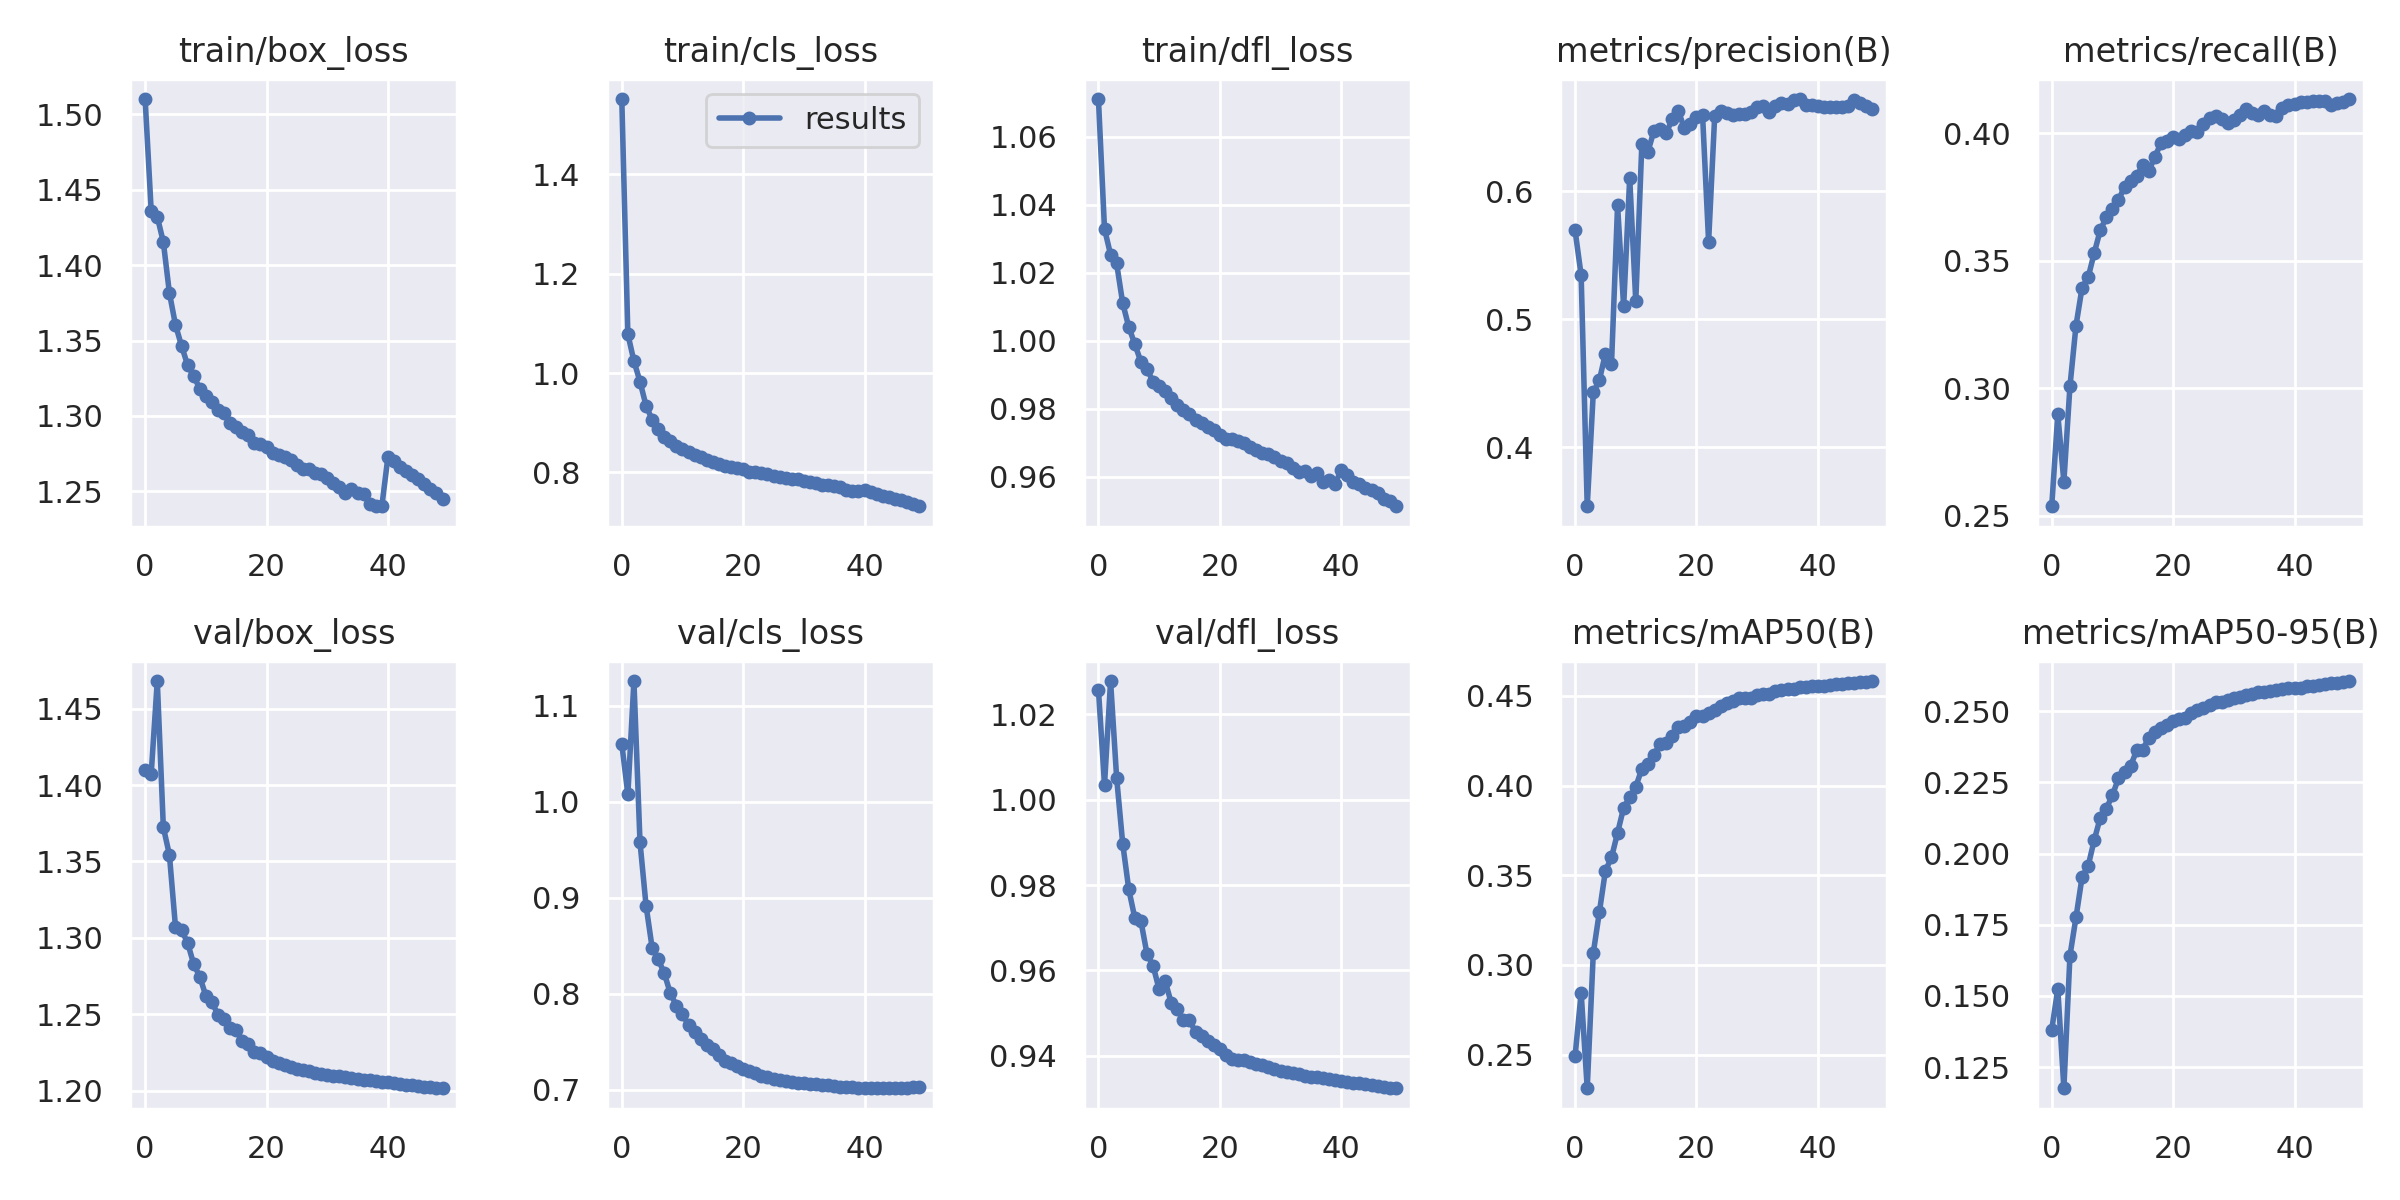 train/box_loss
train/cls_loss
train/dfl_loss
metrics/precision(B)
metrics/recall(B)
1.50
1.45
1.40
1.35
1.30
1.25
0 20 40
results
1.4
1.2
1.0
0.8
0 20 40
1.06
1.04
1.02
1.00
0.98
0.96
0 20 40
0.6
0.5
0.4
0 20 40
0.40
0.35
0.30
0.25
0 20 40
val/box_loss
val/cls_loss
val/dfl_loss
metrics/mAP50(B)
metrics/mAP50-95(B)
1.45
1.40
1.35
1.30
1.25
1.20
0 20 40
1.1
1.0
0.9
0.8
0.7
0 20 40
1.02
1.00
0.98
0.96
0.94
0 20 40
0.45
0.40
0.35
0.30
0.25
0 20 40
0.250
0.225
0.200
0.175
0.150
0.125
0 20 40